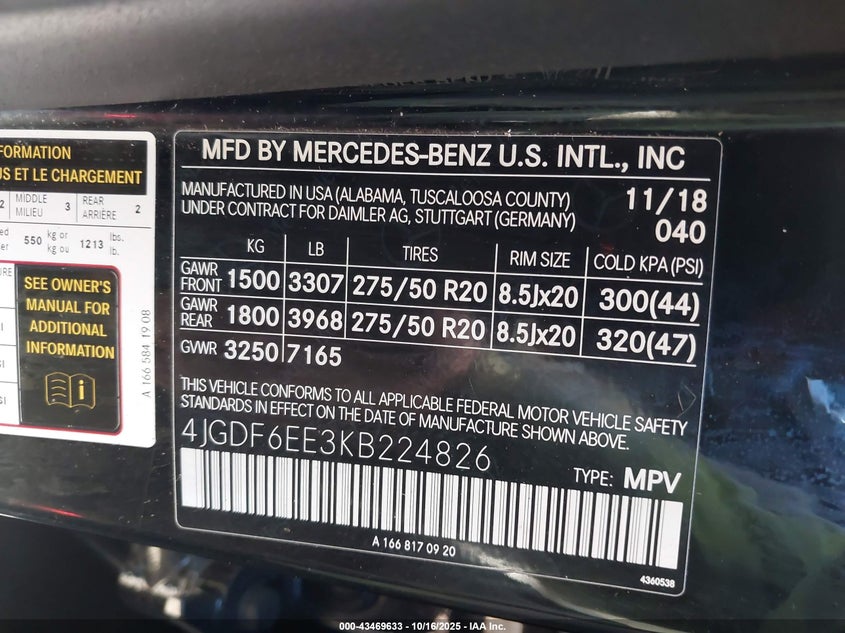 FORMATION
US ET LE CHARGEMENT
2 MIDDLE MILIEU 3 REAR ARRIÈRE 2
550 kg or kg ou 1213 lbs. lb.
SEE OWNER'S
MANUAL FOR
ADDITIONAL
INFORMATION
A 166 584 19 08
MFD BY MERCEDES-BENZ U.S. INTL., INC
MANUFACTURED IN USA (ALABAMA, TUSCALOOSA COUNTY) 11/18
UNDER CONTRACT FOR DAIMLER AG, STUTTGART (GERMANY) 040
KG LB TIRES RIM SIZE COLD KPA(PSI)
GAWR FRONT 1500 3307 275/50 R20 8.5Jx20 300(44)
GAWR REAR 1800 3968 275/50 R20 8.5Jx20 320(47)
GVWR 3250 7165
THIS VEHICLE CONFORMS TO ALL APPLICABLE FEDERAL MOTOR VEHICLE SAFETY
STANDARDS IN EFFECT ON THE DATE OF MANUFACTURE SHOWN ABOVE.
4JGDF6EE3KB224826
TYPE: MPV
A 166 817 09 20
4360538
000-43469633 - 10/16/2025 - IAA Inc.